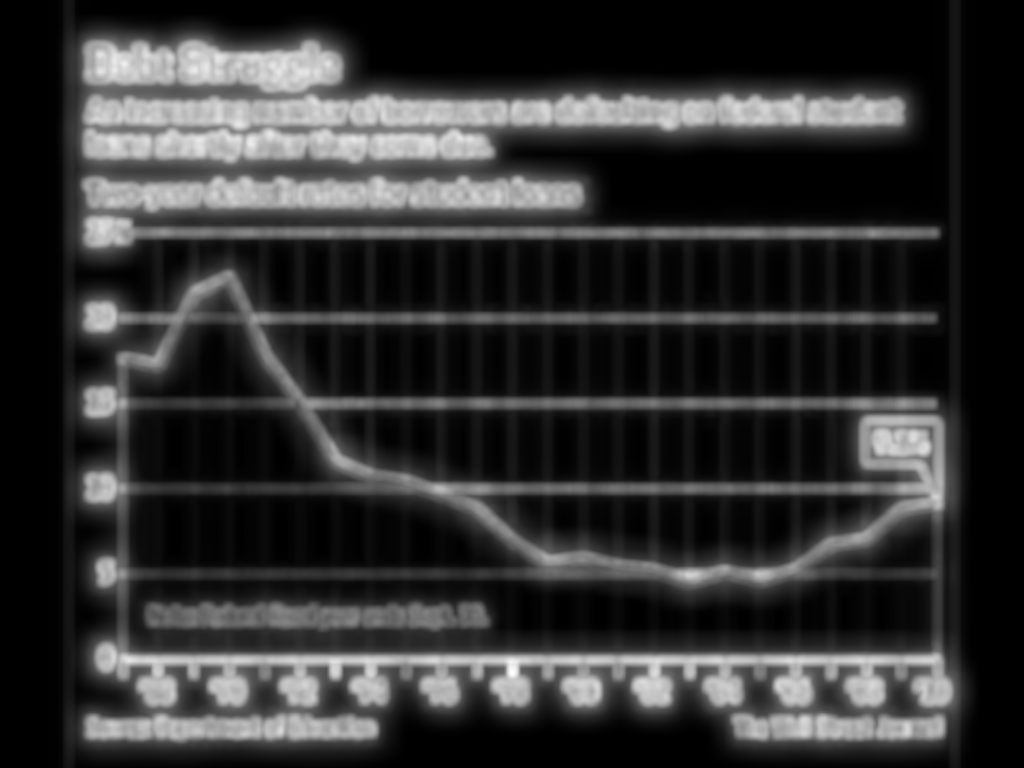 Debt Struggle
An increasing number of borrowers are defaulting on federal student
loans shortly after they come due.
Two-year default rates for student loans
25%
20
15
9.1%
10
5
Note: Federal fiscal year ends Sept. 30.
0
'88 '90 '92 '94 '96 '98 '00 '02 '04 '06 '08 '10
Source: Department of Education
The Wall Street Journal